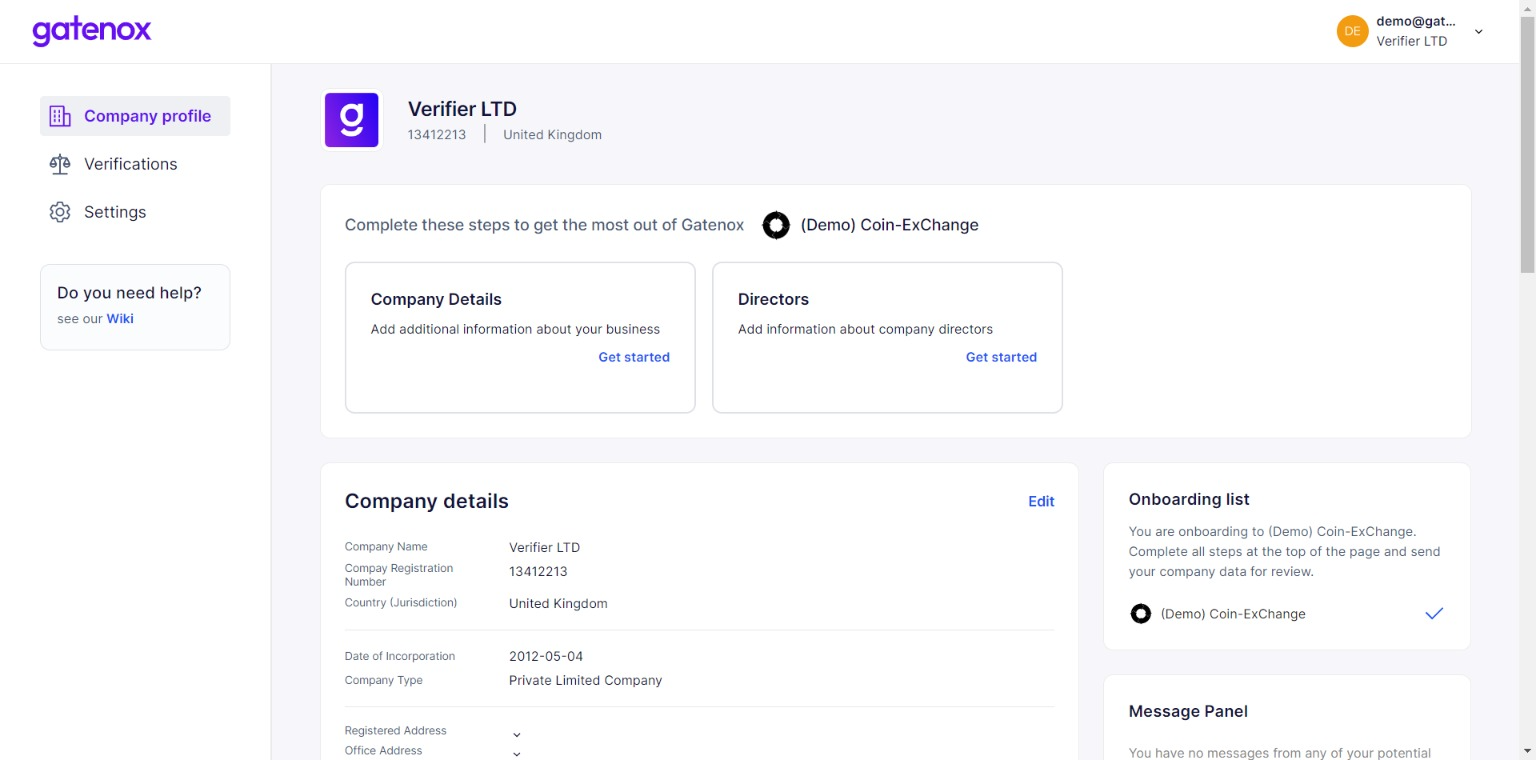 gatenox
DE
demo@gat...
Verifier LTD
Company profile
Verifications
Settings
Do you need help?
see our Wiki
g
Verifier LTD
13412213
United Kingdom
Complete these steps to get the most out of Gatenox
(Demo) Coin-ExChange
Company Details
Add additional information about your business
Get started
Directors
Add information about company directors
Get started
Company details
Edit
Company Name
Verifier LTD
Compay Registration
Number
13412213
Country (Jurisdiction)
United Kingdom
Date of Incorporation
2012-05-04
Company Type
Private Limited Company
Registered Address
Office Address
Onboarding list
You are onboarding to (Demo) Coin-ExChange.
Complete all steps at the top of the page and send
your company data for review.
(Demo) Coin-ExChange
Message Panel
You have no messages from any of your potential